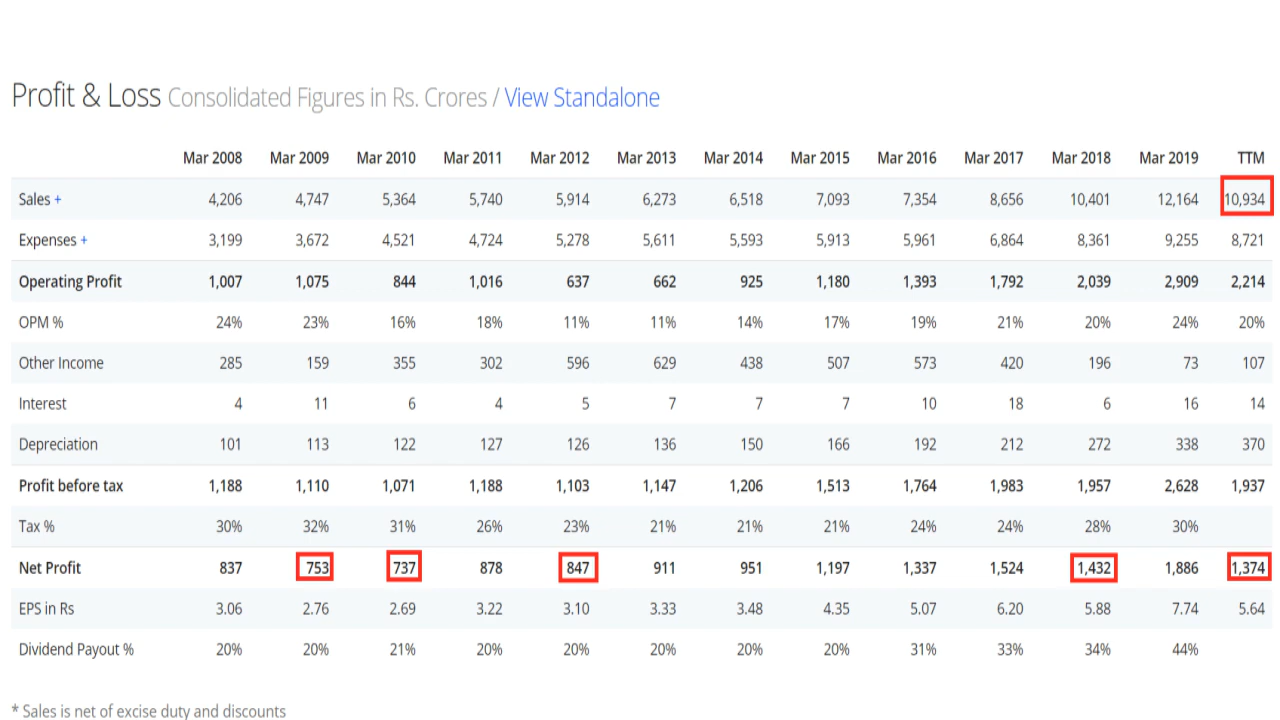 Profit & Loss Consolidated Figures in Rs. Crores / View Standalone
Mar 2008 Mar 2009 Mar 2010 Mar 2011 Mar 2012 Mar 2013 Mar 2014 Mar 2015 Mar 2016 Mar 2017 Mar 2018 Mar 2019 TTM
Sales + 4,206 4,747 5,364 5,740 5,914 6,273 6,518 7,093 7,354 8,656 10,401 12,164 10,934
Expenses + 3,199 3,672 4,521 4,724 5,278 5,611 5,593 5,913 5,961 6,864 8,361 9,255 8,721
Operating Profit 1,007 1,075 844 1,016 637 662 925 1,180 1,393 1,792 2,039 2,909 2,214
OPM % 24% 23% 16% 18% 11% 11% 14% 17% 19% 21% 20% 24% 20%
Other Income 285 159 355 302 596 629 438 507 573 420 196 73 107
Interest 4 11 6 4 5 7 7 7 10 18 6 16 14
Depreciation 101 113 122 127 126 136 150 166 192 212 272 338 370
Profit before tax 1,188 1,110 1,071 1,188 1,103 1,147 1,206 1,513 1,764 1,983 1,957 2,628 1,937
Tax % 30% 32% 31% 26% 23% 21% 21% 21% 24% 24% 28% 30%
Net Profit 837 753 737 878 847 911 951 1,197 1,337 1,524 1,432 1,886 1,374
EPS in Rs 3.06 2.76 2.69 3.22 3.10 3.33 3.48 4.35 5.07 6.20 5.88 7.74 5.64
Dividend Payout % 20% 20% 21% 20% 20% 20% 20% 20% 31% 33% 34% 44%
* Sales is net of excise duty and discounts